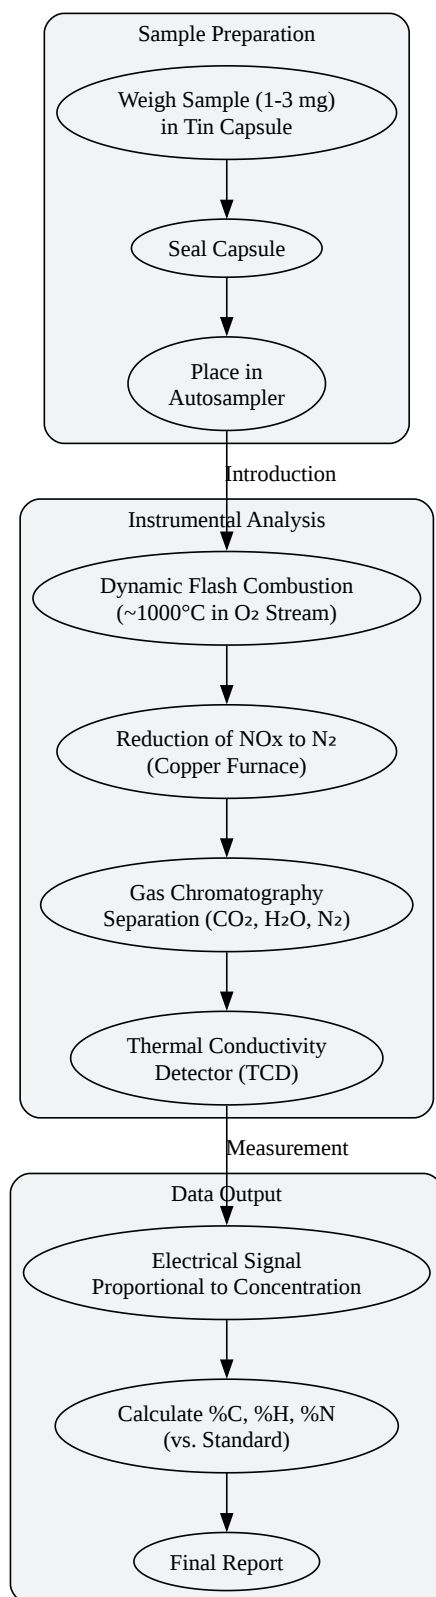 Sample Preparation
Weigh Sample (1-3 mg)
in Tin Capsule
Seal Capsule
Place in
Autosampler
Introduction
Instrumental Analysis
Dynamic Flash Combustion
(~1000°C in O₂ Stream)
Reduction of NOx to N₂
(Copper Furnace)
Gas Chromatography
Separation (CO₂, H₂O, N₂)
Thermal Conductivity
Detector (TCD)
Measurement
Data Output
Electrical Signal
Proportional to Concentration
Calculate %C, %H, %N
(vs. Standard)
Final Report